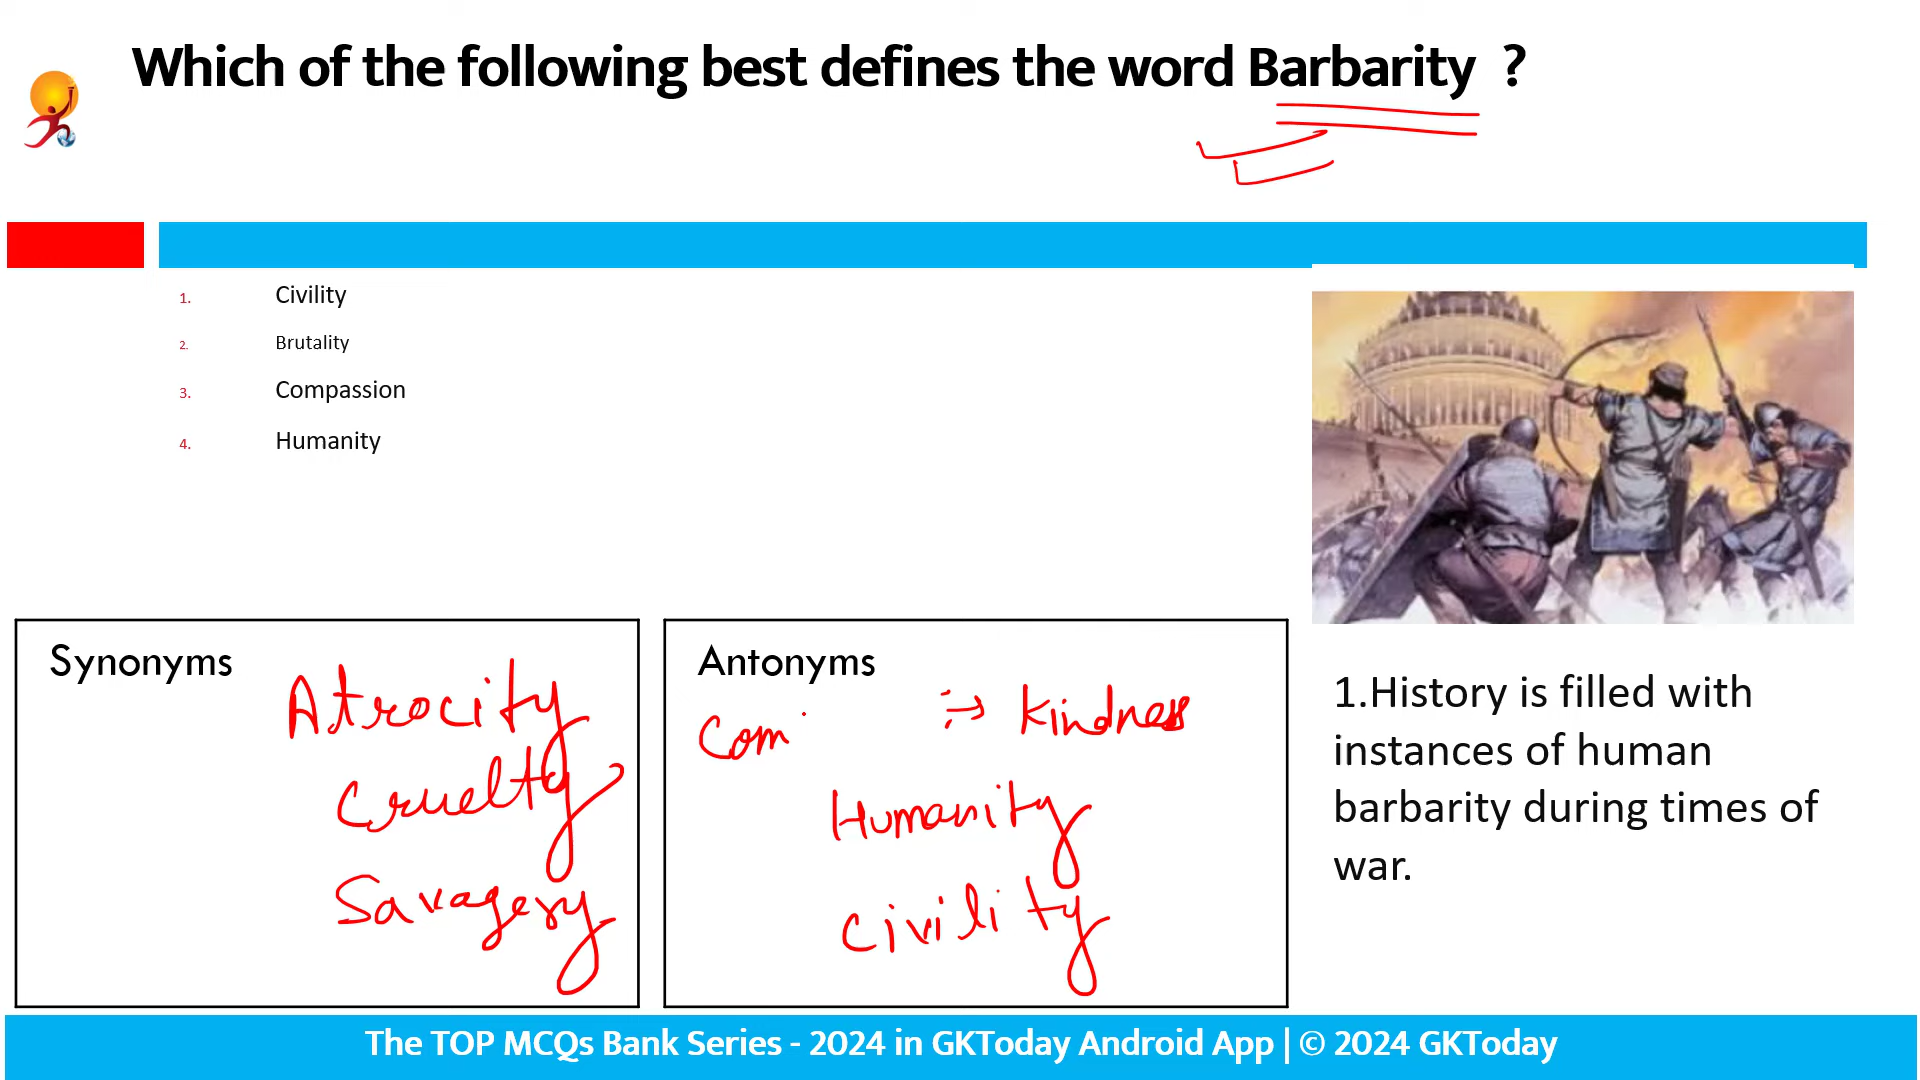 Which of the following best defines the word Barbarity ?
1. Civility
2. Brutality
3. Compassion
4. Humanity
Synonyms
Atrocity
Cruelty
Savagery
Antonyms
:→ Kindness
Com
Humanity
Civility
1.History is filled with
instances of human
barbarity during times of
war.
The TOP MCQs Bank Series - 2024 in GKToday Android App | © 2024 GKToday